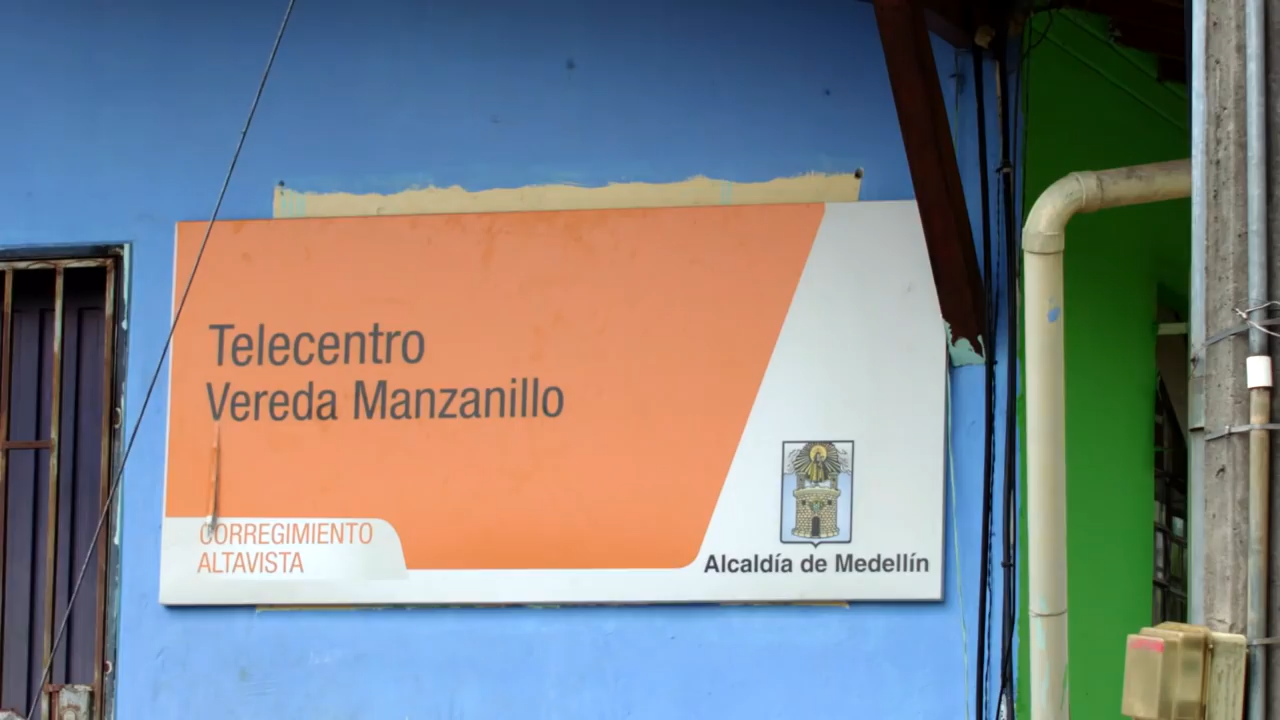 Telecentro
Vereda Manzanillo
CORREGIMIENTO
ALTAVISTA
Alcaldía de Medellín